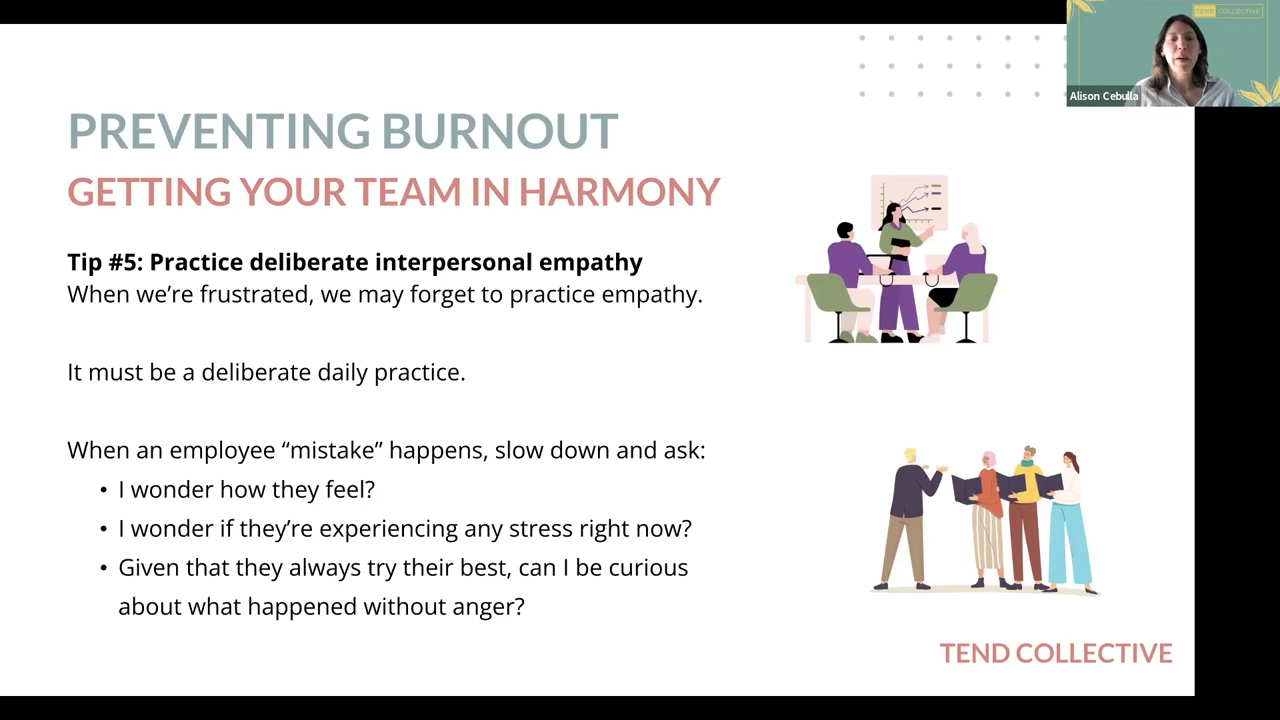 TEND COLLECTIVE
Alison Cebulla
PREVENTING BURNOUT
GETTING YOUR TEAM IN HARMONY
Tip #5: Practice deliberate interpersonal empathy
When we’re frustrated, we may forget to practice empathy.
It must be a deliberate daily practice.
When an employee “mistake” happens, slow down and ask:
• I wonder how they feel?
• I wonder if they’re experiencing any stress right now?
• Given that they always try their best, can I be curious
about what happened without anger?
TEND COLLECTIVE